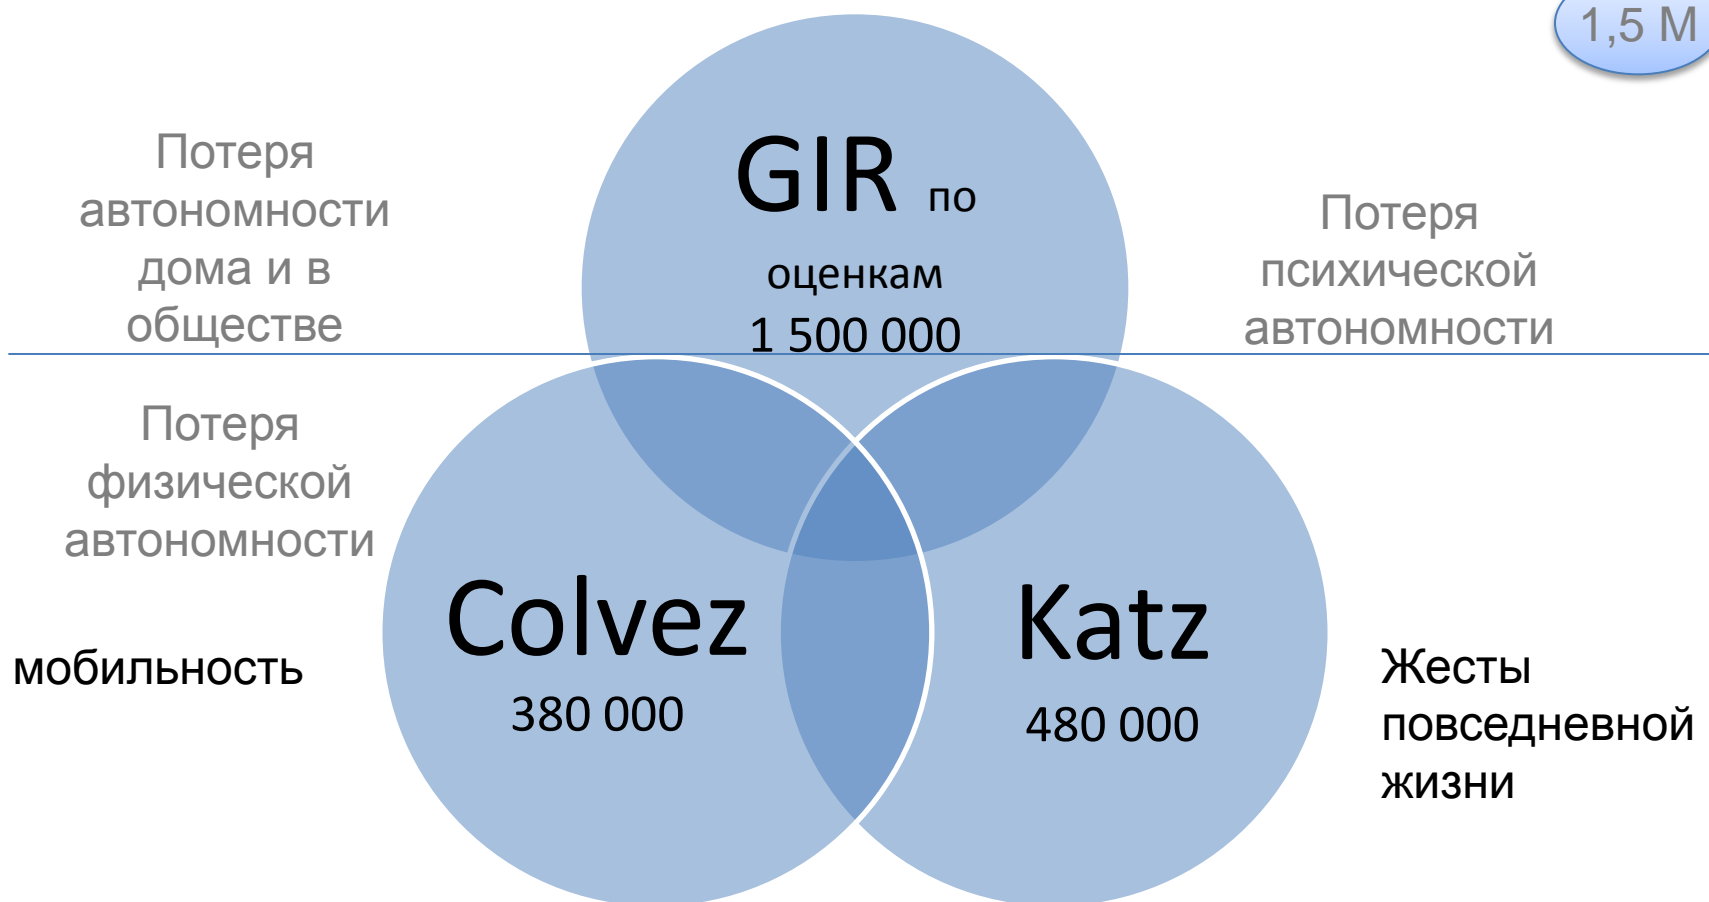 1,5 M
Потеря
автономности
дома и в
обществе
GIR по
оценкам
1 500 000
Потеря
психической
автономности
Потеря
физической
автономности
мобильность
Colvez
380 000
Katz
480 000
Жесты
повседневной
жизни